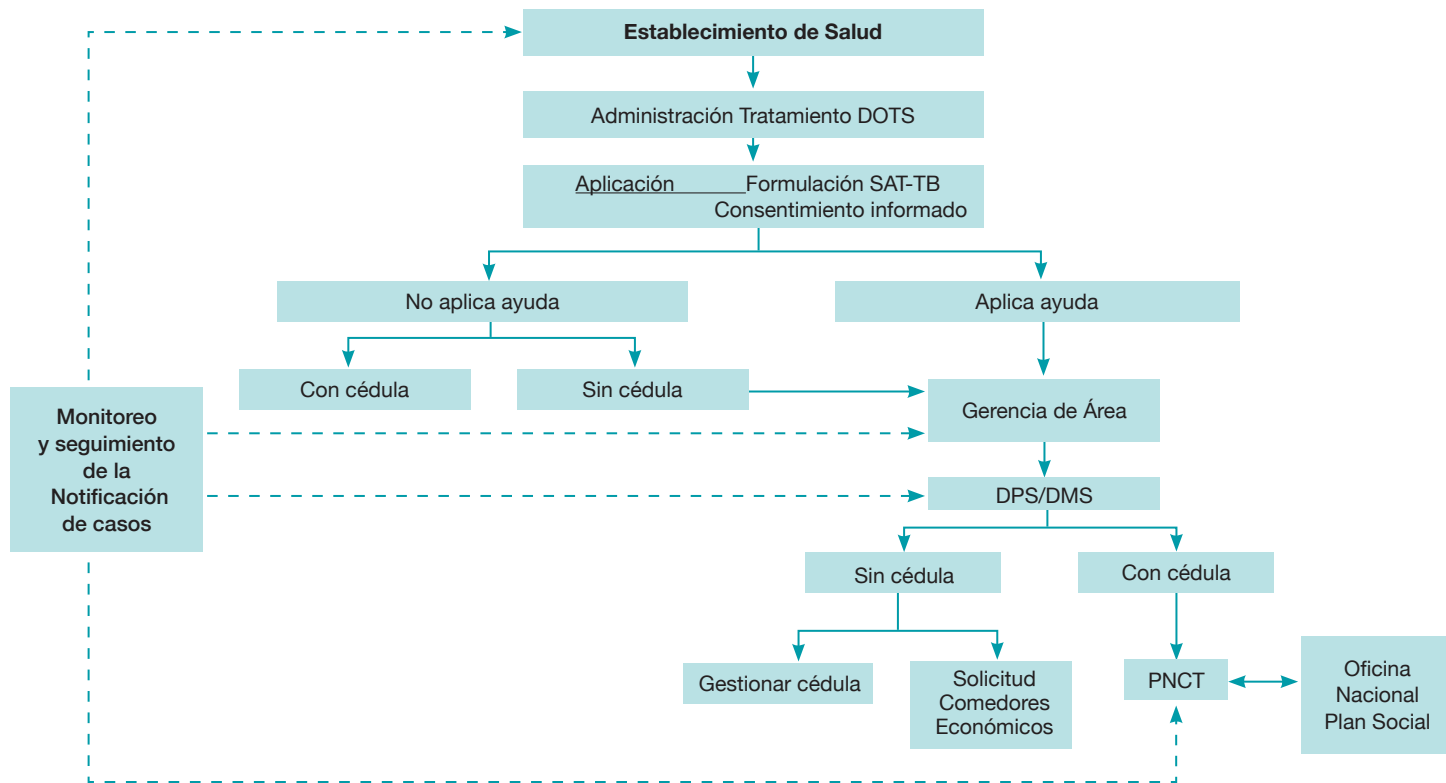 Establecimiento de Salud
Administración Tratamiento DOTS
Aplicación Formulación SAT-TB
Consentimiento informado
No aplica ayuda
Aplica ayuda
Con cédula
Sin cédula
Gerencia de Área
Monitoreo
y seguimiento
de la
Notificación
de casos
DPS/DMS
Sin cédula
Con cédula
Gestionar cédula
Solicitud
Comedores
Económicos
PNCT
Oficina
Nacional
Plan Social